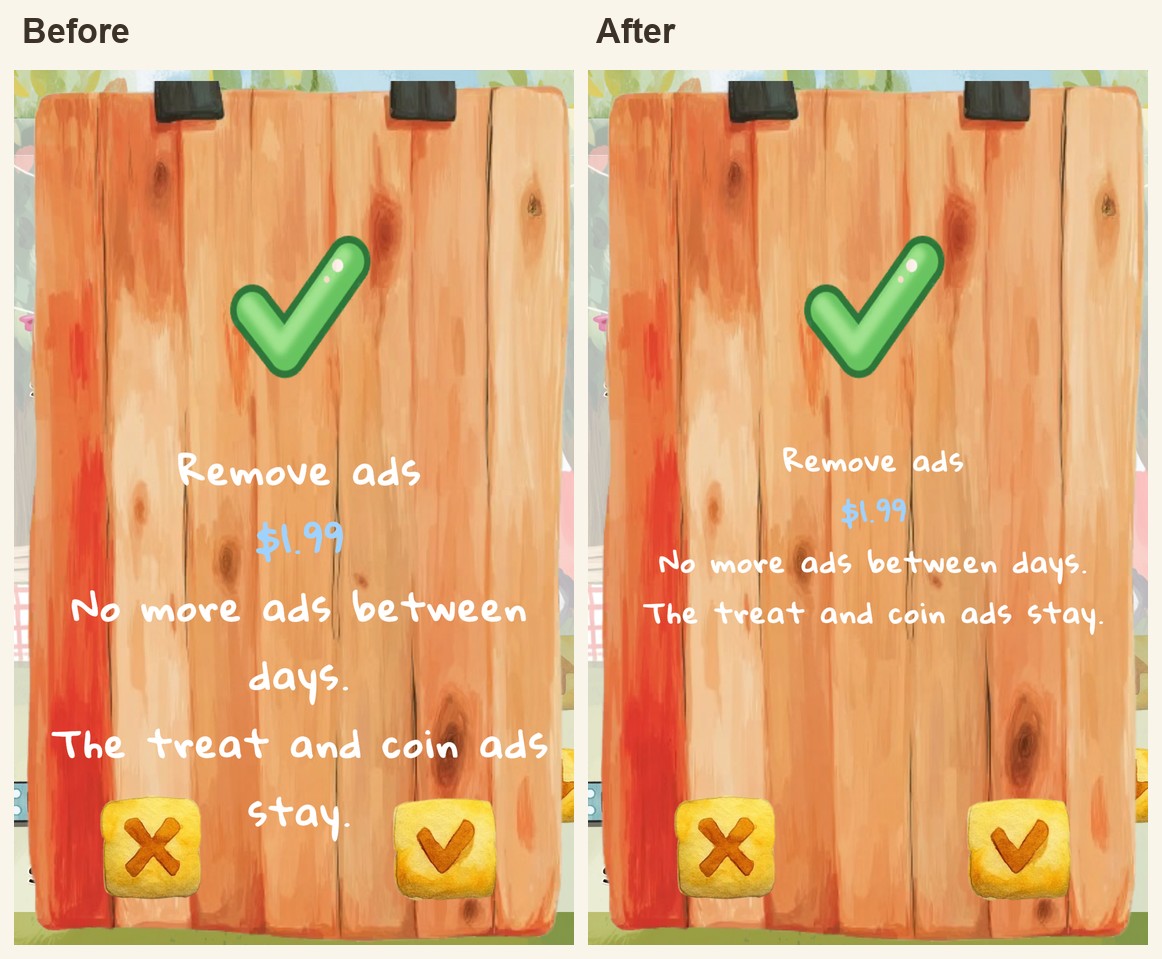 Before
After
Remove ads
$1.99
No more ads between
days.
The treat and coin ads
stay.
Remove ads
$1.99
No more ads between days.
The treat and coin ads stay.